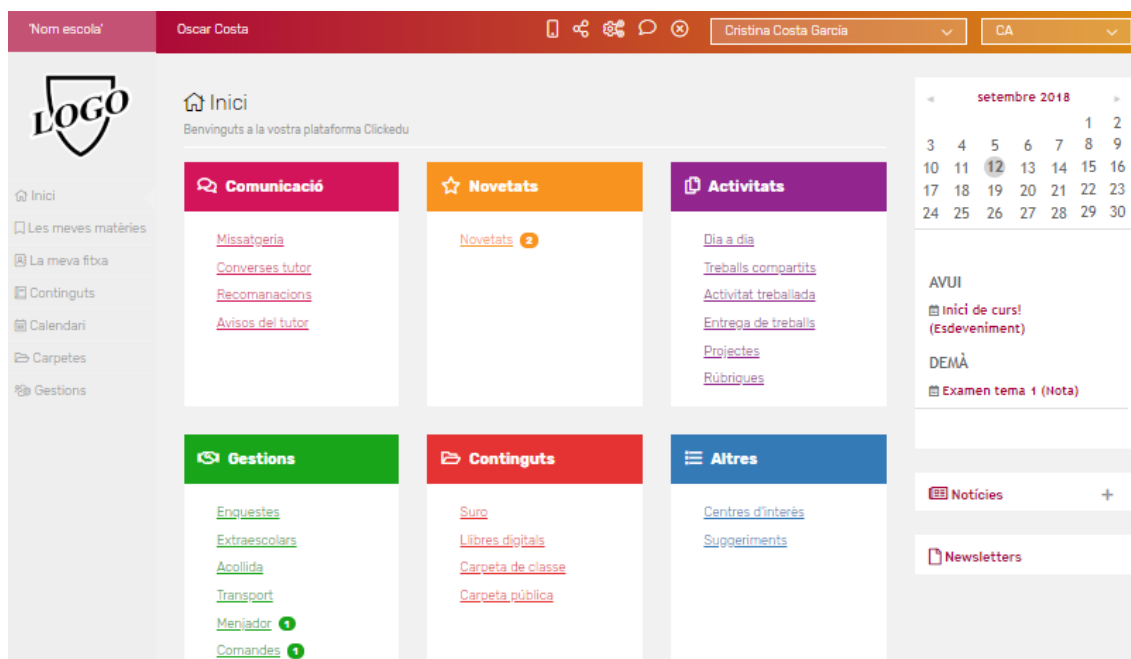 'Nom escola'
Oscar Costa
Cristina Costa García
CA
LOGO
Inici
Les meves matèries
La meva fitxa
Continguts
Calendari
Carpetes
Gestions
Inici
Benvinguts a la vostra plataforma Clickedu
Comunicació
Missatgeria
Converses tutor
Recomanacions
Avisos del tutor
Novetats
Novetats 2
Activitats
Dia a dia
Treballs compartits
Activitat treballada
Entrega de treballs
Projectes
Rúbriques
Gestions
Enquestes
Extraescolars
Acollida
Transport
Menjador 1
Comandes 1
Continguts
Suro
Llibres digitals
Carpeta de classe
Carpeta pública
Altres
Centres d'interès
Suggeriments
setembre 2018
1 2
3 4 5 6 7 8 9
10 11 12 13 14 15 16
17 18 19 20 21 22 23
24 25 26 27 28 29 30
AVUI
Inici de curs!
(Esdeveniment)
DEMÀ
Examen tema 1 (Nota)
Notícies +
Newsletters